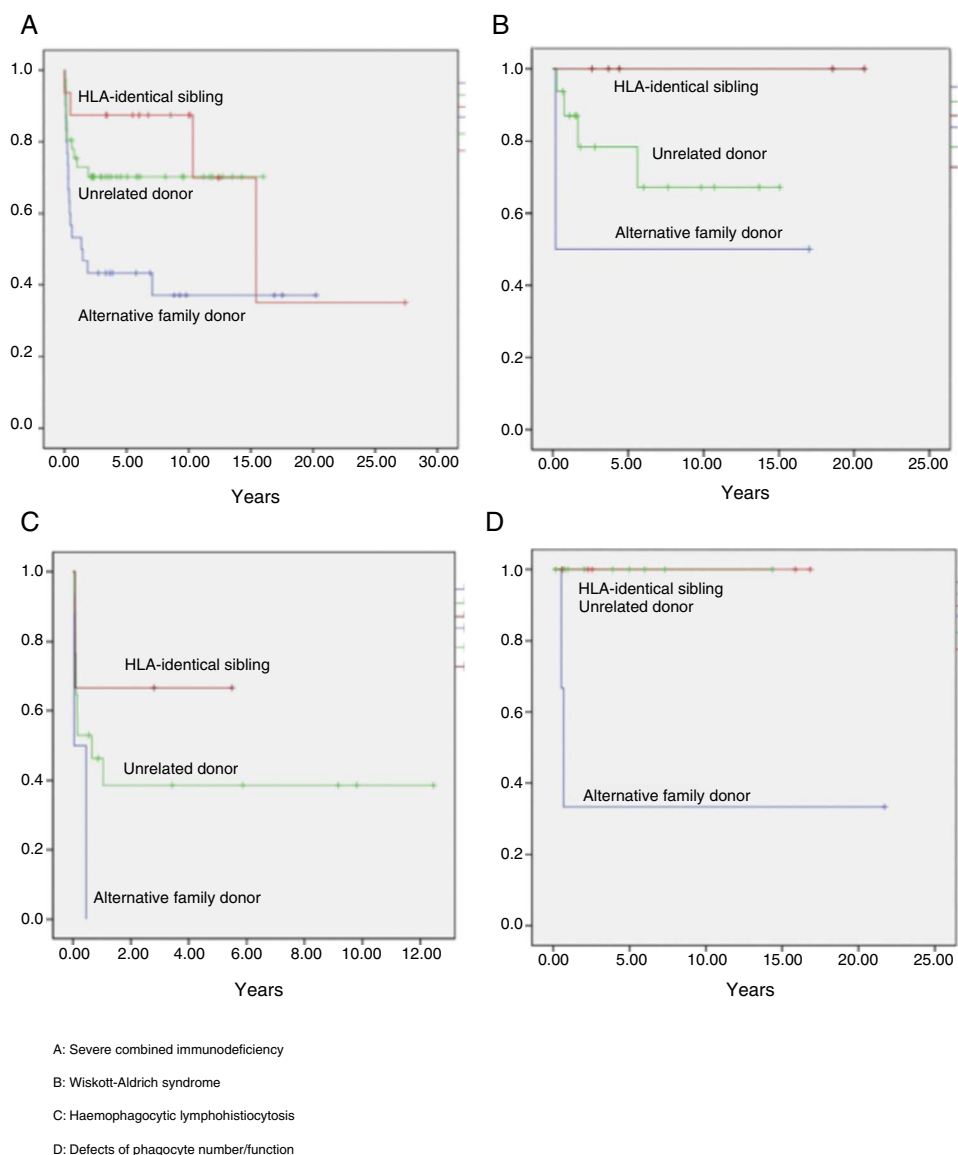 A
1.0
0.8
0.6
0.4
0.2
0.0
HLA-identical sibling
Unrelated donor
Alternative family donor
0.00 5.00 10.00 15.00 20.00 25.00 30.00
Years
B
1.0
0.8
0.6
0.4
0.2
0.0
HLA-identical sibling
Unrelated donor
Alternative family donor
0.00 5.00 10.00 15.00 20.00 25.00
Years
C
1.0
0.8
0.6
0.4
0.2
0.0
HLA-identical sibling
Unrelated donor
Alternative family donor
0.00 2.00 4.00 6.00 8.00 10.00 12.00
Years
D
1.0
0.8
0.6
0.4
0.2
0.0
HLA-identical sibling
Unrelated donor
Alternative family donor
0.00 5.00 10.00 15.00 20.00 25.00
Years
A: Severe combined immunodeficiency
B: Wiskott-Aldrich syndrome
C: Haemophagocytic lymphohistiocytosis
D: Defects of phagocyte number/function